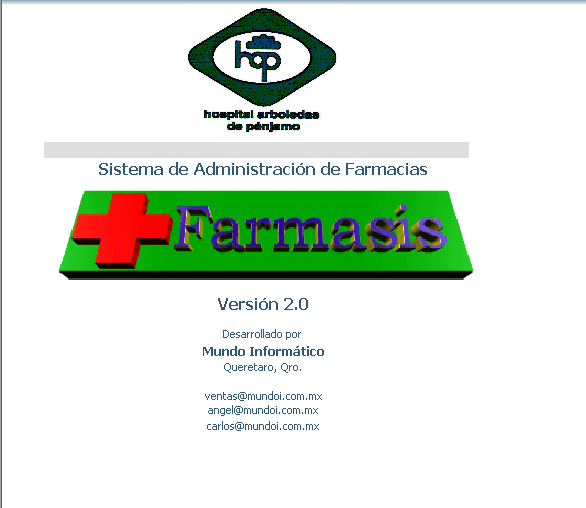 hap
hospital arboledas
de pénjamo
Sistema de Administración de Farmacias
Farmasís
Versión 2.0
Desarrollado por
Mundo Informático
Queretaro, Qro.
ventas@mundoi.com.mx
angel@mundoi.com.mx
carlos@mundoi.com.mx